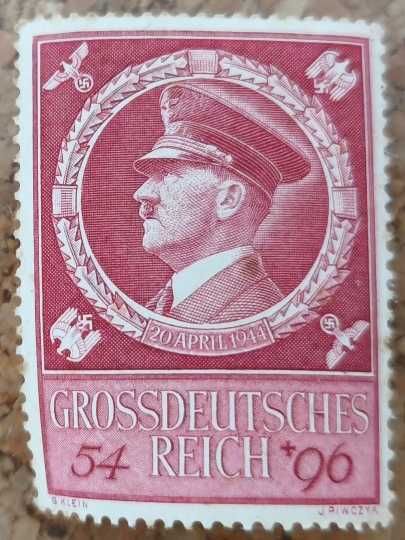 20 APRIL 1944
GROSSDEUTSCHES
54 REICH +96
G. KLEIN J. PIWCZYK